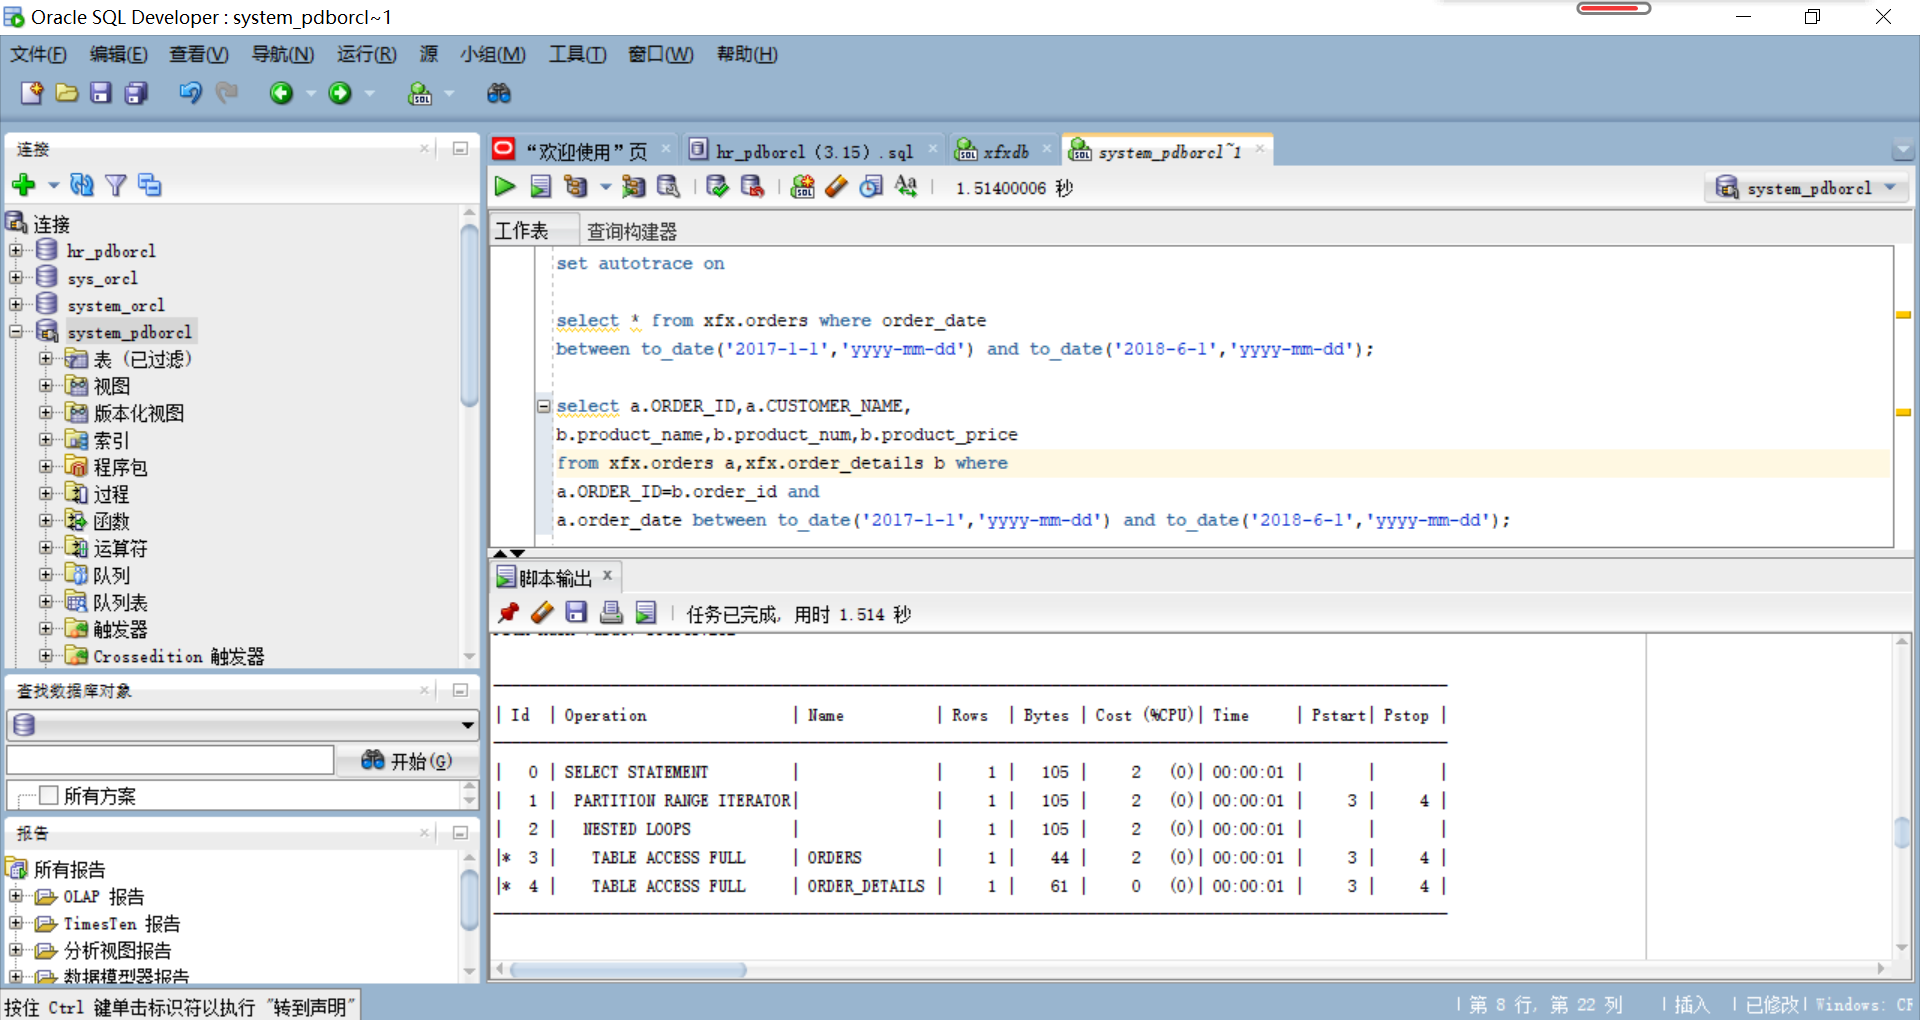 Oracle SQL Developer : system_pdborcl~1
文件(F) 编辑(E) 查看(V) 导航(N) 运行(R) 源 小组(M) 工具(T) 窗口(W) 帮助(H)
连接
“欢迎使用”页 hr_pdborcl (3.15) .sql xfxdb system_pdborcl~1
1.51400006 秒
system_pdborcl
工作表 查询构建器
连接
hr_pdborcl
sys_orcl
system_orcl
system_pdborcl
表 (已过滤)
视图
版本化视图
索引
程序包
过程
函数
运算符
队列
队列表
触发器
Crossedition 触发器
set autotrace on
select * from xfx.orders where order_date
between to_date('2017-1-1','yyyy-mm-dd') and to_date('2018-6-1','yyyy-mm-dd');
select a.ORDER_ID,a.CUSTOMER_NAME,
b.product_name,b.product_num,b.product_price
from xfx.orders a,xfx.order_details b where
a.ORDER_ID=b.order_id and
a.order_date between to_date('2017-1-1','yyyy-mm-dd') and to_date('2018-6-1','yyyy-mm-dd');
脚本输出
任务已完成, 用时 1.514 秒
| Id | Operation | Name | Rows | Bytes | Cost (%CPU)| Time | Pstart| Pstop |
| 0 | SELECT STATEMENT | | 1 | 105 | 2 (0)| 00:00:01 | | |
| 1 | PARTITION RANGE ITERATOR| | 1 | 105 | 2 (0)| 00:00:01 | 3 | 4 |
| 2 | NESTED LOOPS | | 1 | 105 | 2 (0)| 00:00:01 | | |
|* 3 | TABLE ACCESS FULL | ORDERS | 1 | 44 | 2 (0)| 00:00:01 | 3 | 4 |
|* 4 | TABLE ACCESS FULL | ORDER_DETAILS | 1 | 61 | 0 (0)| 00:00:01 | 3 | 4 |
查找数据库对象
开始(G)
所有方案
报告
所有报告
OLAP 报告
TimesTen 报告
分析视图报告
数据模型器报告
按住 Ctrl 键单击标识符以执行 "转到声明"
| 第 8 行, 第 22 列 | 插入 | 已修改| Windows: CF